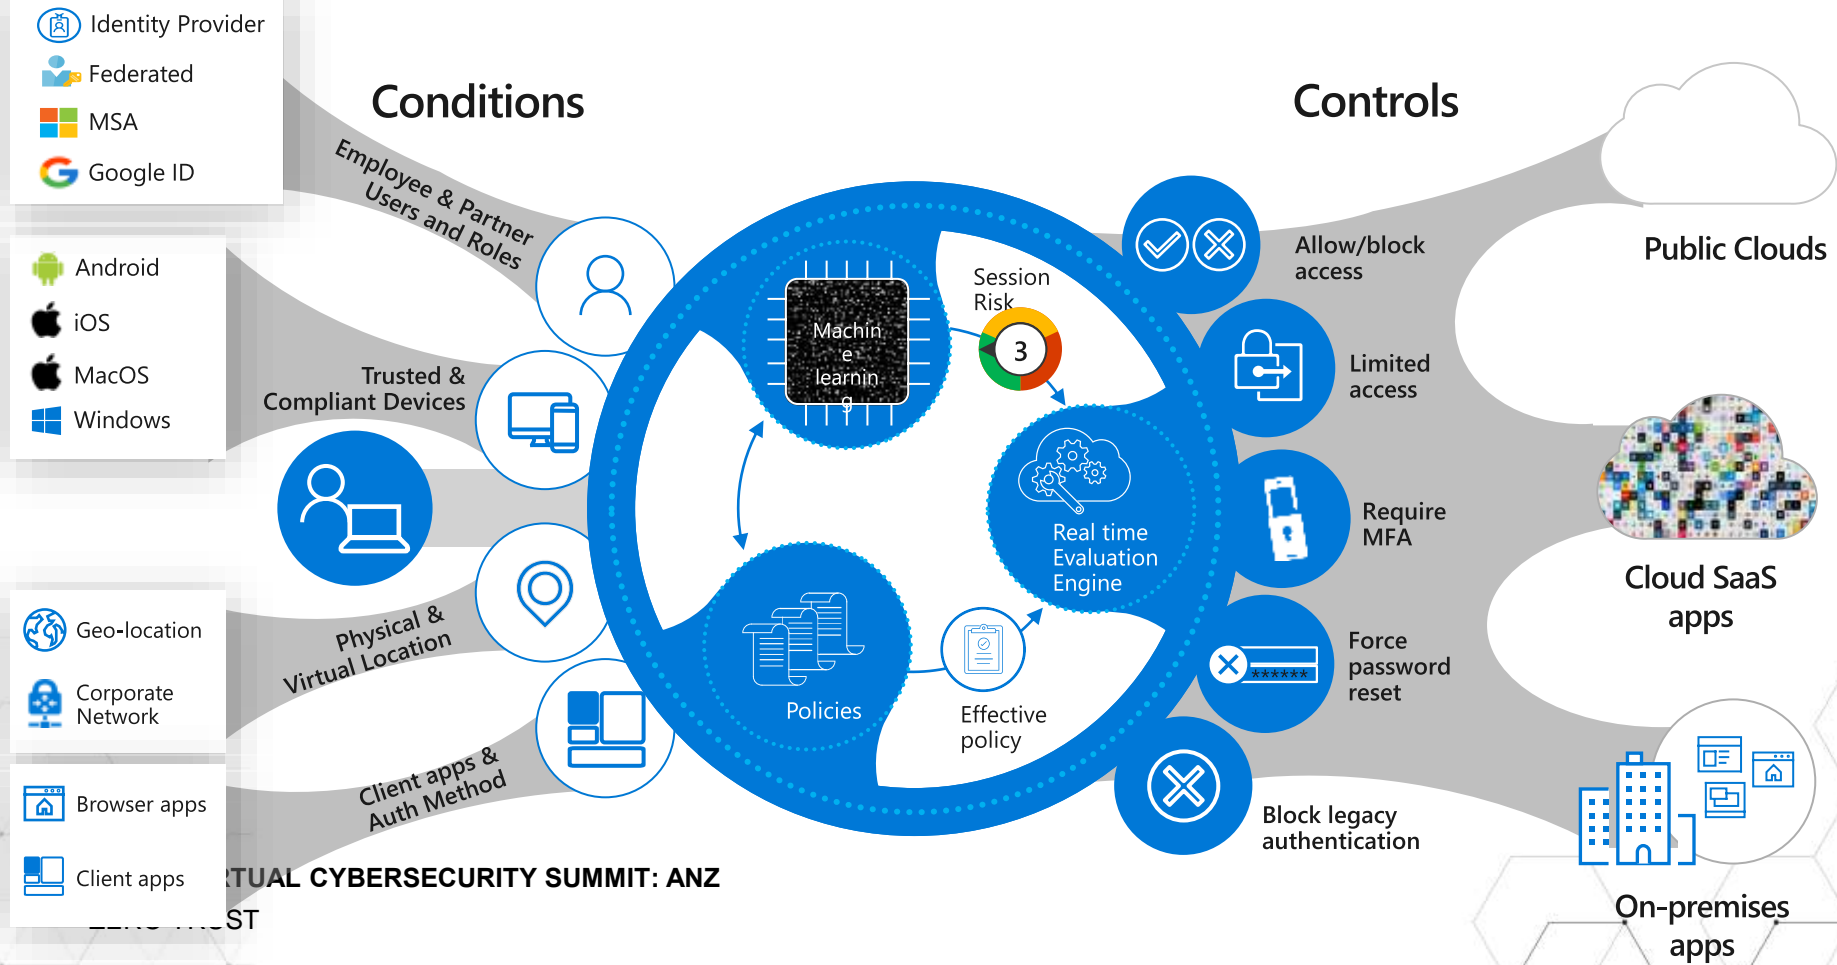 Identity Provider
Federated
MSA
Google ID
Android
iOS
MacOS
Windows
Geo-location
Corporate
Network
Browser apps
Client apps
Conditions
Employee & Partner
Users and Roles
Trusted &
Compliant Devices
Physical &
Virtual Location
Client apps &
Auth Method
Machin
e
learnin
g
Session
Risk
3
Real time
Evaluation
Engine
Policies
Effective
policy
Controls
Allow/block
access
Limited
access
Require
MFA
Force
password
reset
******
Block legacy
authentication
Public Clouds
Cloud SaaS
apps
On-premises
apps
TUAL CYBERSECURITY SUMMIT: ANZ
ZERO TRUST